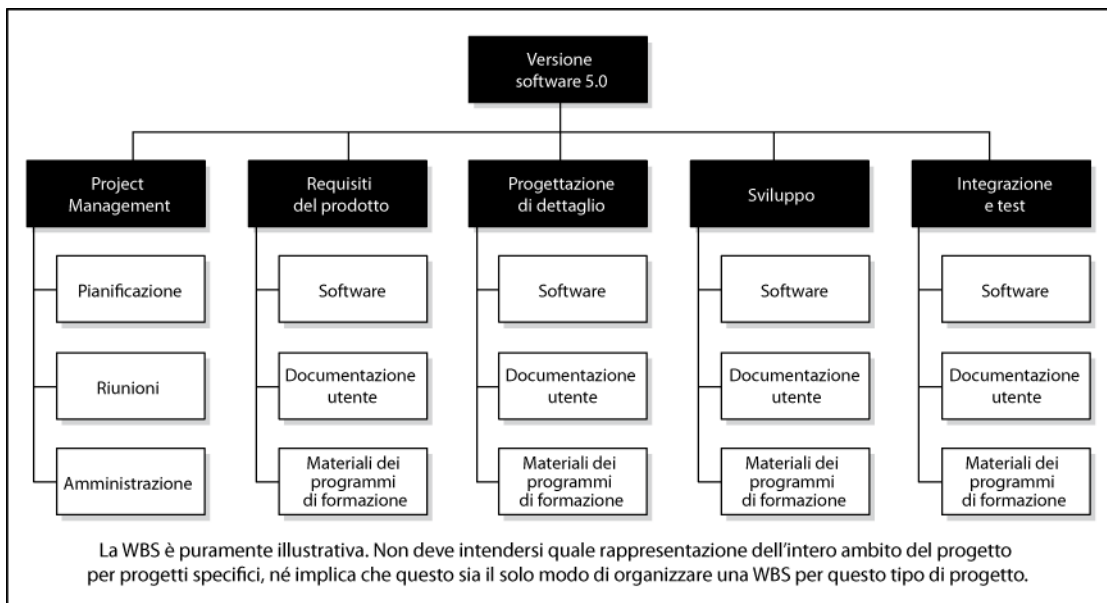 Versione
software 5.0
Project
Management
Requisiti
del prodotto
Progettazione
di dettaglio
Sviluppo
Integrazione
e test
Pianificazione
Software
Software
Software
Software
Riunioni
Documentazione
utente
Documentazione
utente
Documentazione
utente
Documentazione
utente
Amministrazione
Materiali dei
programmi
di formazione
Materiali dei
programmi
di formazione
Materiali dei
programmi
di formazione
Materiali dei
programmi
di formazione
La WBS è puramente illustrativa. Non deve intendersi quale rappresentazione dell'intero ambito del progetto
per progetti specifici, né implica che questo sia il solo modo di organizzare una WBS per questo tipo di progetto.